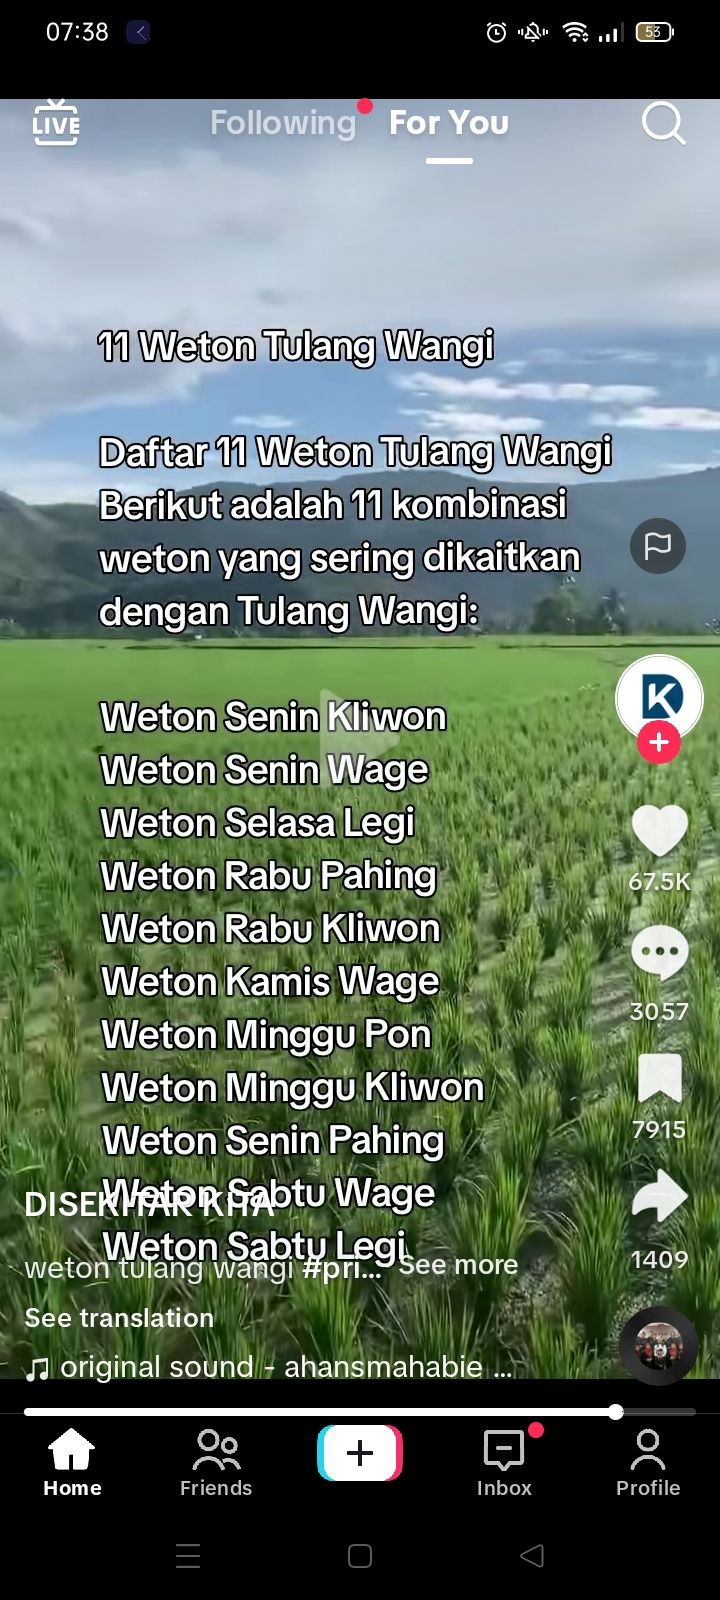 07:38
53
LIVE
Following
For You
11 Weton Tulang Wangi
Daftar 11 Weton Tulang Wangi
Berikut adalah 11 kombinasi
weton yang sering dikaitkan
dengan Tulang Wangi:
Weton Senin Kliwon
Weton Senin Wage
Weton Selasa Legi
Weton Rabu Pahing
Weton Rabu Kliwon
Weton Kamis Wage
Weton Minggu Pon
Weton Minggu Kliwon
Weton Senin Pahing
Weton Sabtu Wage
Weton Sabtu Legi
K
67.5K
3057
7915
1409
DISEKITAR KITA
weton tulang wangi #pri... See more
See translation
original sound - ahansmahabie ...
Home
Friends
Inbox
Profile